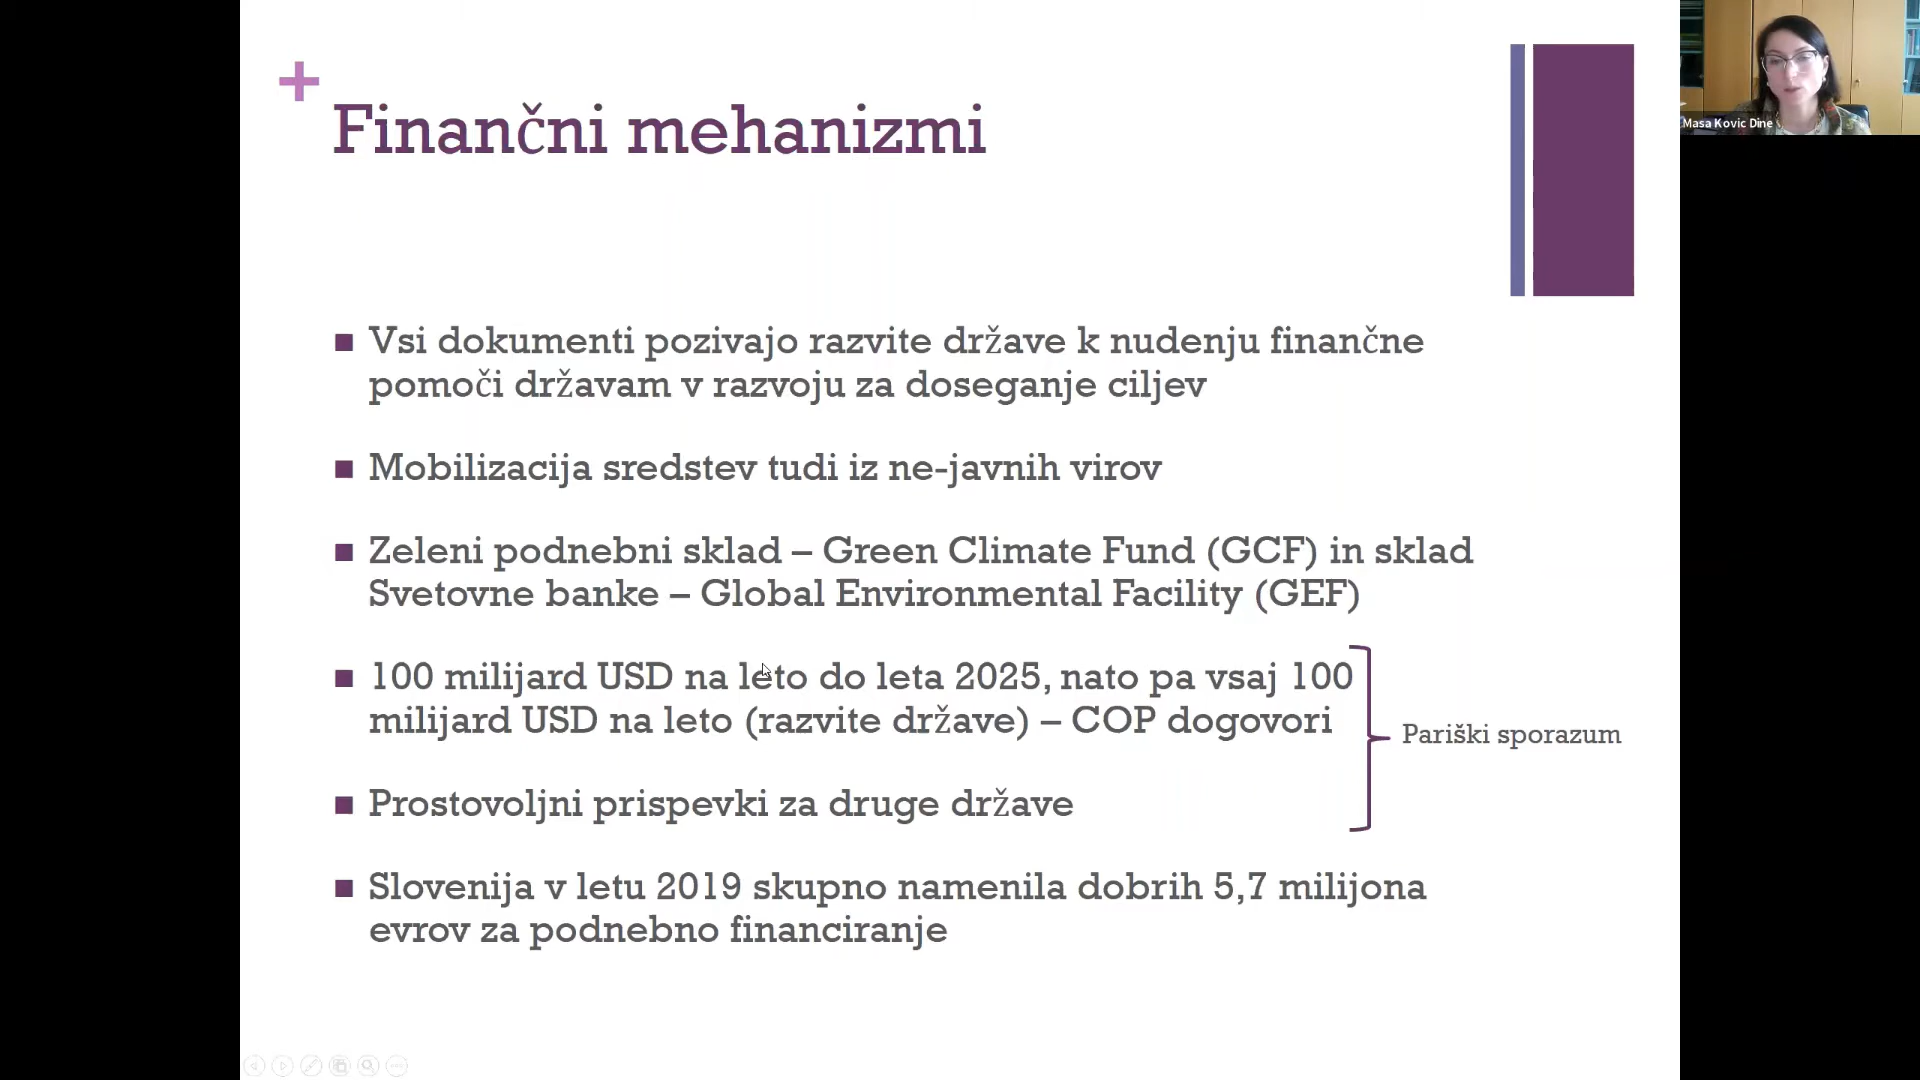 +
Finančni mehanizmi
Masa Kovic Dine
■ Vsi dokumenti pozivajo razvite države k nudenju finančne
pomoči državam v razvoju za doseganje ciljev
■ Mobilizacija sredstev tudi iz ne-javnih virov
■ Zeleni podnebni sklad – Green Climate Fund (GCF) in sklad
Svetovne banke – Global Environmental Facility (GEF)
■ 100 milijard USD na leto do leta 2025, nato pa vsaj 100
milijard USD na leto (razvite države) – COP dogovori
Pariški sporazum
■ Prostovoljni prispevki za druge države
■ Slovenija v letu 2019 skupno namenila dobrih 5,7 milijona
evrov za podnebno financiranje